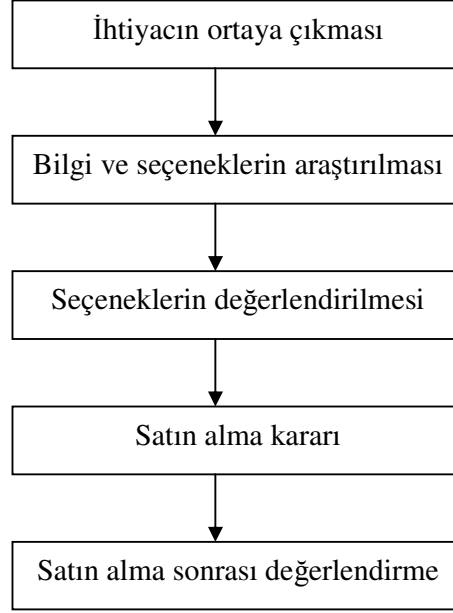 İhtiyacın ortaya çıkması
Bilgi ve seçeneklerin araştırılması
Seçeneklerin değerlendirilmesi
Satın alma kararı
Satın alma sonrası değerlendirme